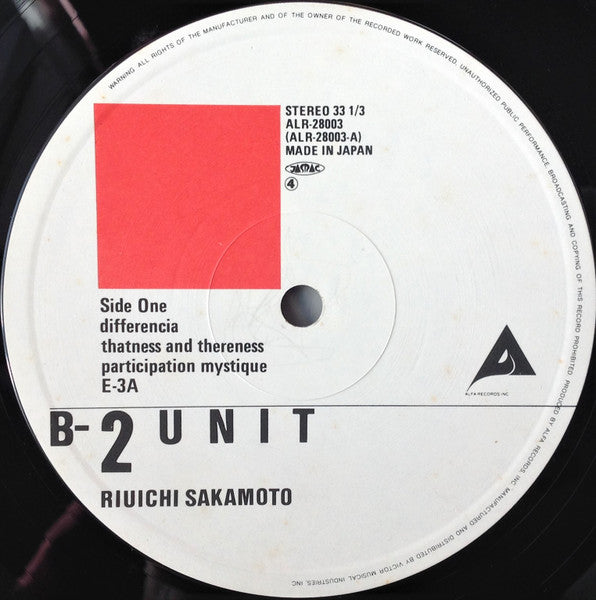 WARNING. ALL RIGHTS OF THE MANUFACTURER AND OF THE OWNER OF THE RECORDED WORK RESERVED, UNAUTHORIZED PUBLIC PERFORMANCE, BROADCASTING AND COPYING OF THIS RECORD PROHIBITED. PRODUCED BY ALFA RECORDS, INC. MANUFACTURED AND DISTRIBUTED BY VICTOR MUSICAL INDUSTRIES, INC.
STEREO 33 1/3
ALR-28003
(ALR-28003-A)
MADE IN JAPAN
JASRAC
4
Side One
differencia
thatness and thereness
participation mystique
E-3A
ALFA RECORDS INC
B-2 UNIT
RIUICHI SAKAMOTO